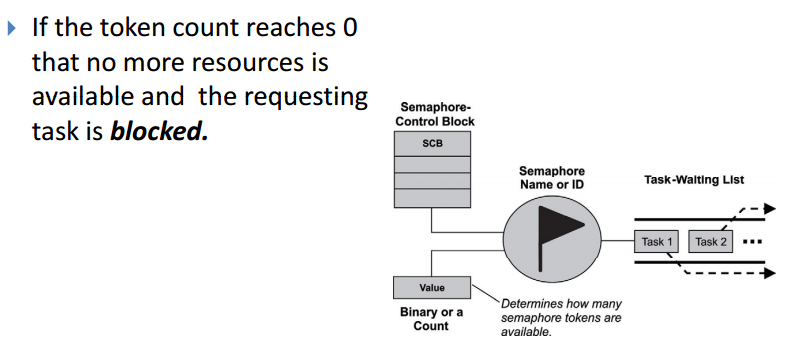 If the token count reaches 0
that no more resources is
available and the requesting
task is blocked.
Semaphore-
Control Block
SCB
Semaphore
Name or ID
Task-Waiting List
Task 1
Task 2
Value
Binary or a
Count
Determines how many
semaphore tokens are
available.